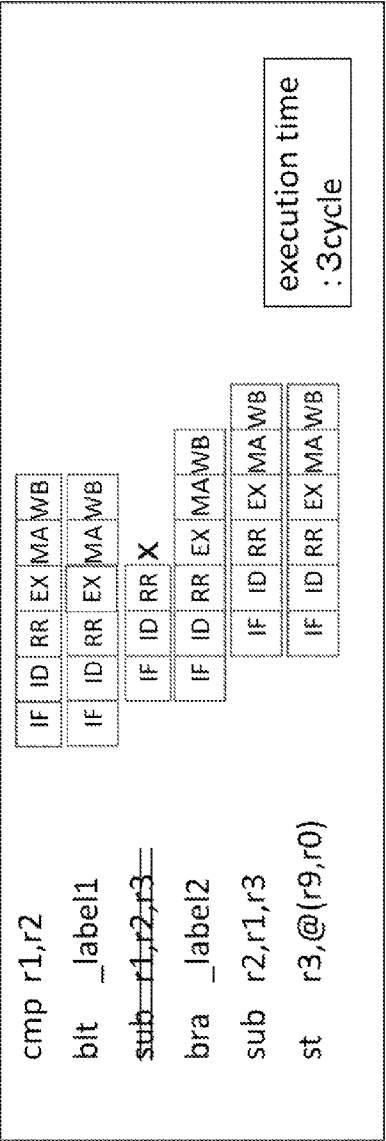 cmp r1,r2 IF ID RR EX MA WB
blt _label1 IF ID RR EX MA WB
sub r1,r2,r3 IF ID RR X
bra _label2 IF ID RR EX MA WB
sub r2,r1,r3 IF ID RR EX MA WB
st r3,@(r9,r0) IF ID RR EX MA WB
execution time
:3cycle